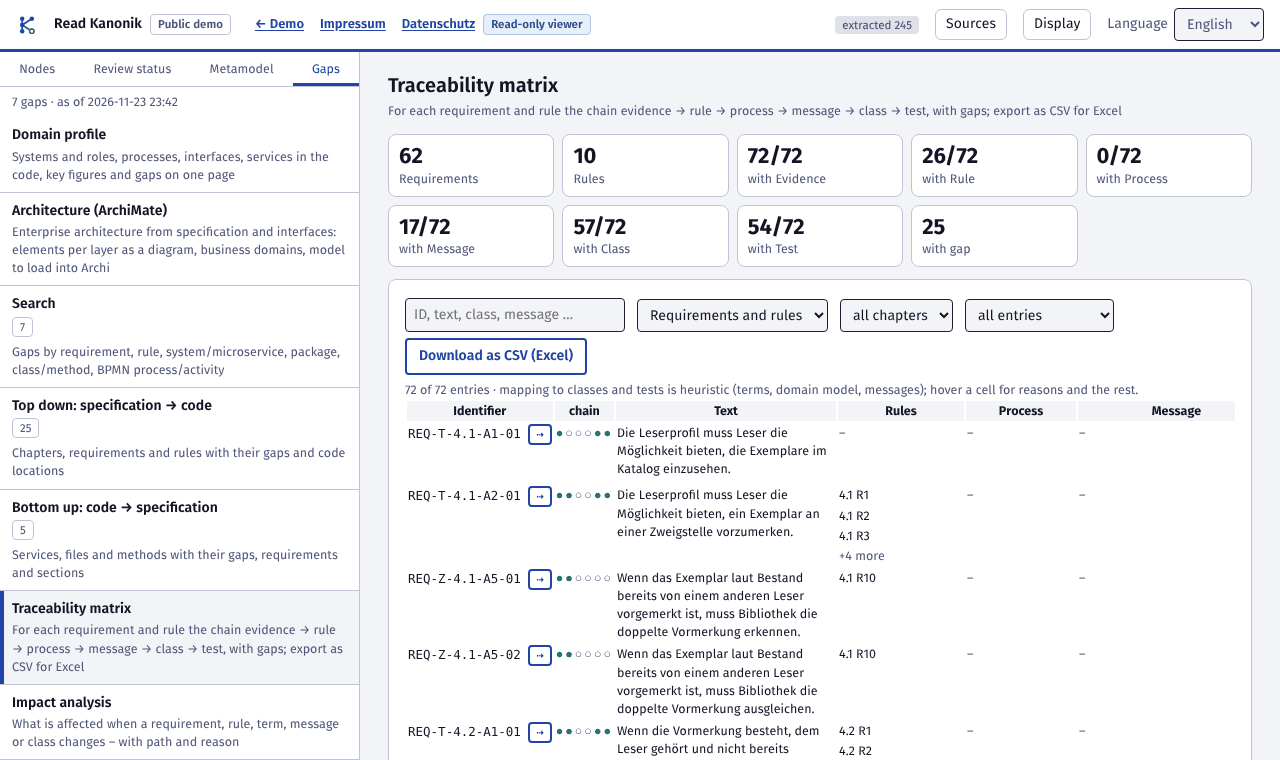 Read Kanonik
Public demo
← Demo
Impressum
Datenschutz
Read-only viewer
extracted 245
Sources
Display
Language
English
Nodes
Review status
Metamodel
Gaps
7 gaps · as of 2026-11-23 23:42
Domain profile
Systems and roles, processes, interfaces, services in the
code, key figures and gaps on one page
Architecture (ArchiMate)
Enterprise architecture from specification and interfaces:
elements per layer as a diagram, business domains, model
to load into Archi
Search
7
Gaps by requirement, rule, system/microservice, package,
class/method, BPMN process/activity
Top down: specification → code
25
Chapters, requirements and rules with their gaps and code
locations
Bottom up: code → specification
5
Services, files and methods with their gaps, requirements
and sections
Traceability matrix
For each requirement and rule the chain evidence → rule
→ process → message → class → test, with gaps; export as
CSV for Excel
Impact analysis
What is affected when a requirement, rule, term, message
or class changes – with path and reason
Traceability matrix
For each requirement and rule the chain evidence → rule → process → message → class → test, with gaps; export as CSV for Excel
62
Requirements
10
Rules
72/72
with Evidence
26/72
with Rule
0/72
with Process
17/72
with Message
57/72
with Class
54/72
with Test
25
with gap
ID, text, class, message ...
Requirements and rules
all chapters
all entries
Download as CSV (Excel)
72 of 72 entries · mapping to classes and tests is heuristic (terms, domain model, messages); hover a cell for reasons and the rest.
Identifier chain Text Rules Process Message
REQ-T-4.1-A1-01 ⇢ ●○○○●● Die Leserprofil muss Leser die – – –
Möglichkeit bieten, die Exemplare im
Katalog einzusehen.
REQ-T-4.1-A2-01 ⇢ ●●○○●● Die Leserprofil muss Leser die 4.1 R1 – –
Möglichkeit bieten, ein Exemplar an 4.1 R2
einer Zweigstelle vorzumerken. 4.1 R3
+4 more
REQ-Z-4.1-A5-01 ⇢ ●●○○○○ Wenn das Exemplar laut Bestand 4.1 R10 – –
bereits von einem anderen Leser
vorgemerkt ist, muss Bibliothek die
doppelte Vormerkung erkennen.
REQ-Z-4.1-A5-02 ⇢ ●●○○○○ Wenn das Exemplar laut Bestand 4.1 R10 – –
bereits von einem anderen Leser
vorgemerkt ist, muss Bibliothek die
doppelte Vormerkung ausgleichen.
REQ-T-4.2-A1-01 ⇢ ●●○○●● Wenn die Vormerkung besteht, dem 4.2 R1 – –
Leser gehört und nicht bereits 4.2 R2